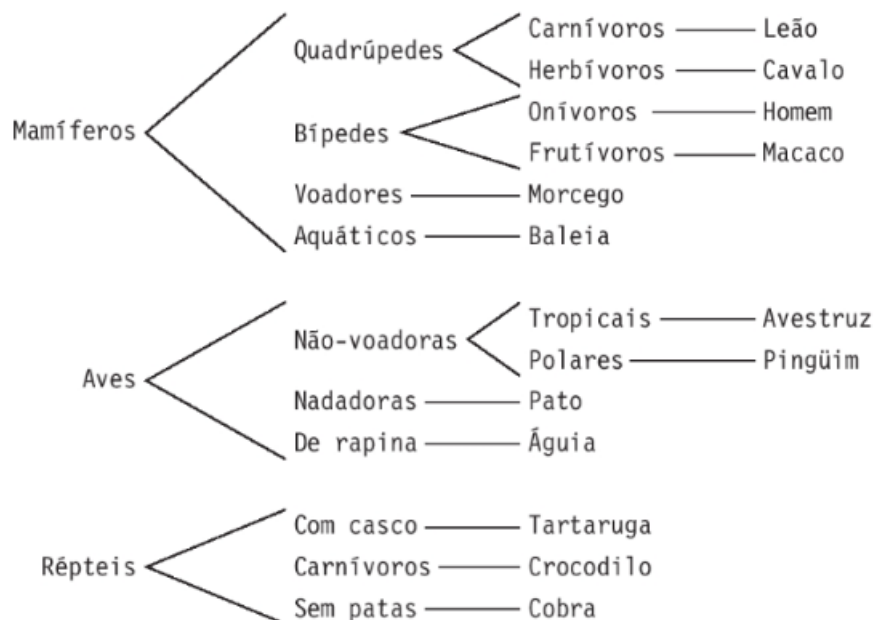 Carnívoros Leão
Quadrúpedes
Herbívoros Cavalo
Onívoros Homem
Mamíferos Bípedes
Frutívoros Macaco
Voadores Morcego
Aquáticos Baleia
Tropicais Avestruz
Não-voadoras
Polares Pingüim
Aves
Nadadoras Pato
De rapina Águia
Com casco Tartaruga
Répteis Carnívoros Crocodilo
Sem patas Cobra